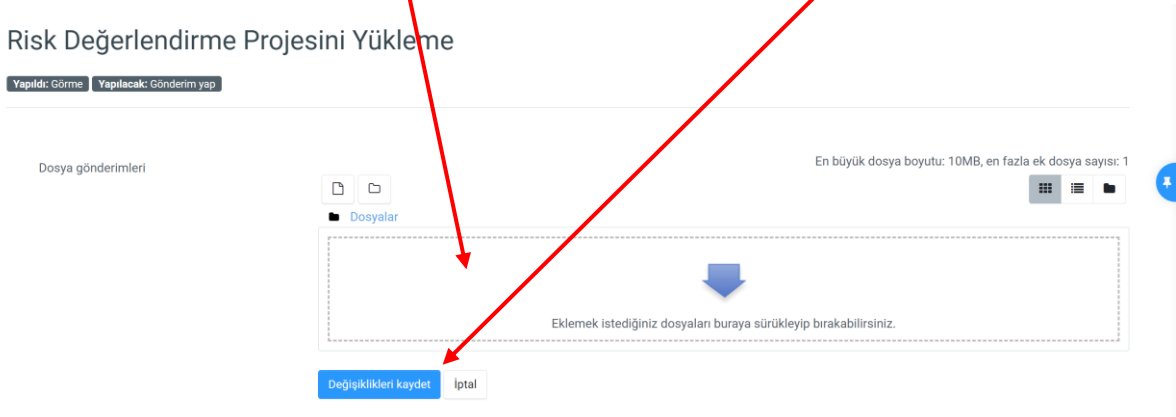 Risk Değerlendirme Projesini Yükleme
Yapıldı: Görme Yapılacak: Gönderim yap
Dosya gönderimleri
En büyük dosya boyutu: 10MB, en fazla ek dosya sayısı: 1
Dosyalar
Eklemek istediğiniz dosyaları buraya sürükleyip bırakabilirsiniz.
Değişiklikleri kaydet İptal